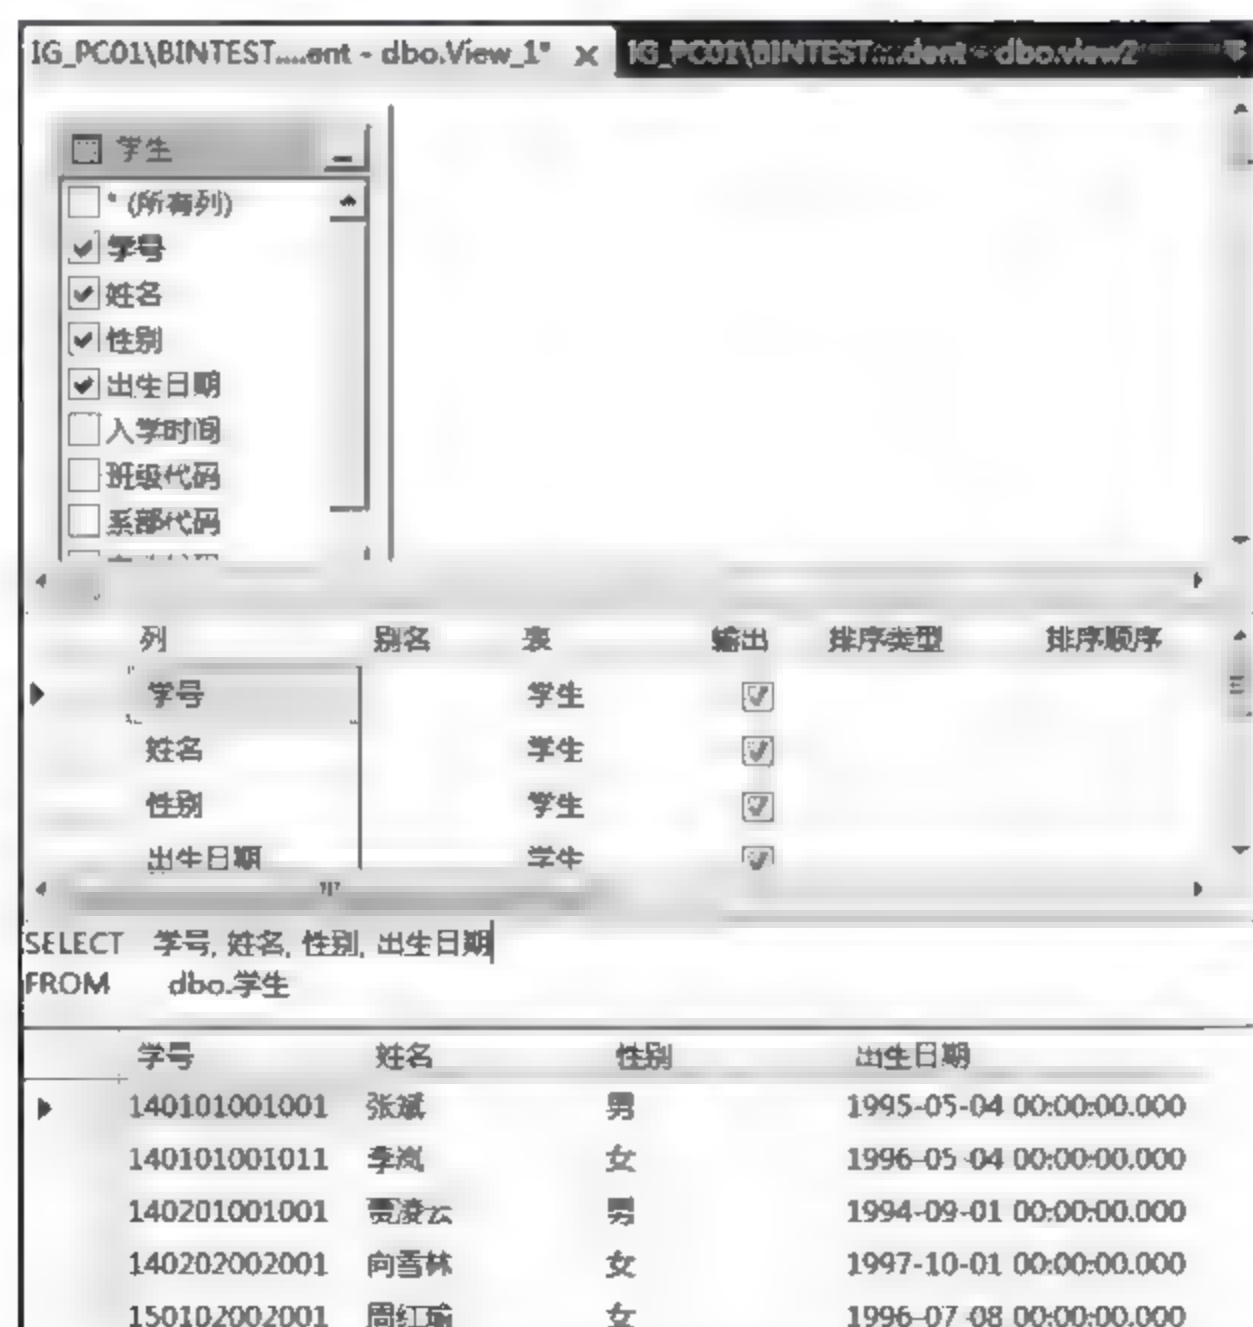 IG_PC01\BINTEST....ent - dbo.View_1* × IG_PC01\BINTEST....dent - dbo.view2
学生
* (所有列)
学号
姓名
性别
出生日期
入学时间
班级代码
系部代码
列 别名 表 输出 排序类型 排序顺序
学号 学生
姓名 学生
性别 学生
出生日期 学生
SELECT 学号, 姓名, 性别, 出生日期
FROM dbo.学生
学号 姓名 性别 出生日期
140101001001 张斌 男 1995-05-04 00:00:00.000
140101001011 李岚 女 1996-05-04 00:00:00.000
140201001001 贾凌云 男 1994-09-01 00:00:00.000
140202002001 向雪林 女 1997-10-01 00:00:00.000
150102002001 周红瑜 女 1996-07-08 00:00:00.000